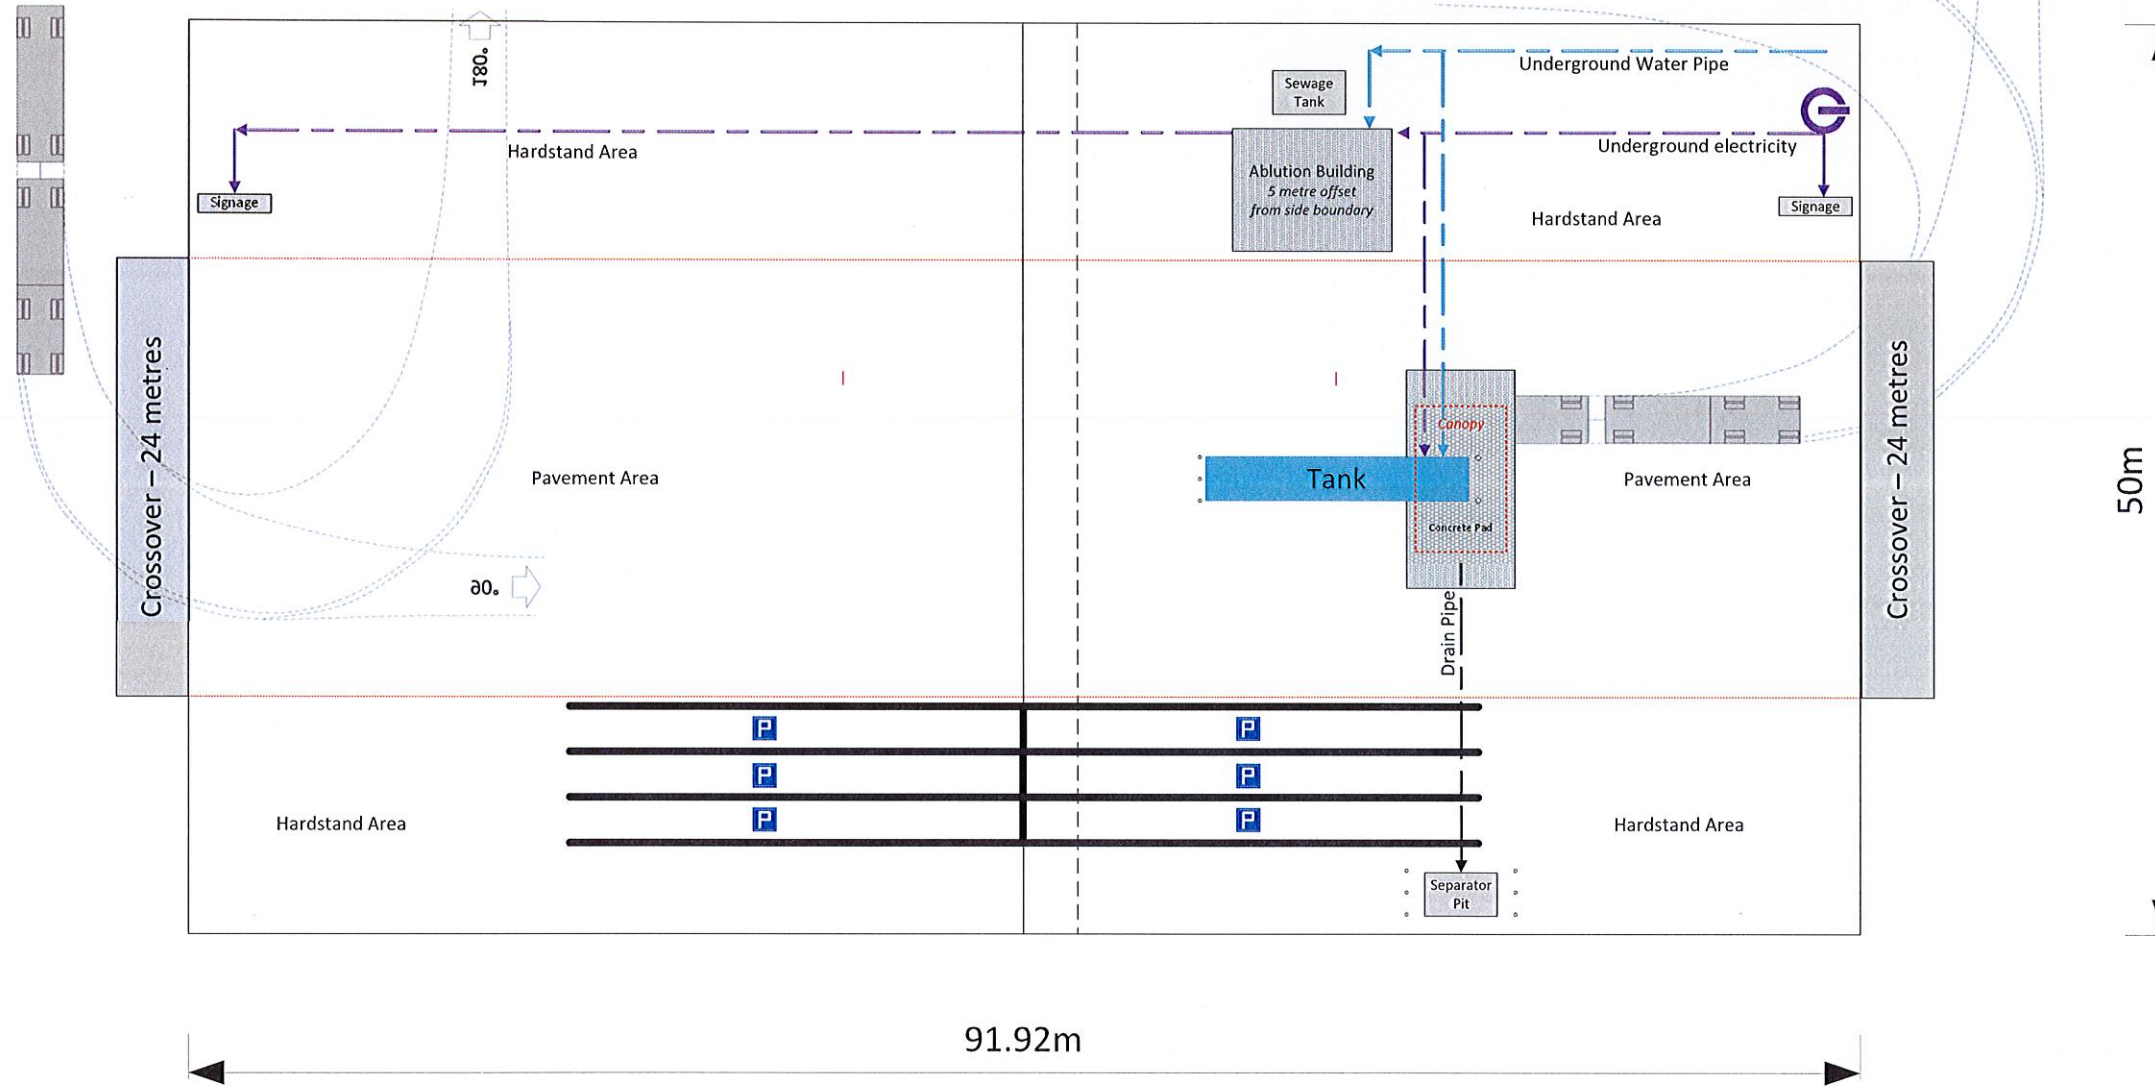 180°
Underground Water Pipe
Sewage
Tank
Hardstand Area
Underground electricity
Ablution Building
5 metre offset
from side boundary
Signage
Hardstand Area
Signage
Crossover – 24 metres
Canopy
Pavement Area
Tank
Pavement Area
Concrete Pad
Crossover – 24 metres
50m
90°
Drain Pipe
P
P
P
P
P
P
Hardstand Area
Hardstand Area
Separator
Pit
91.92m